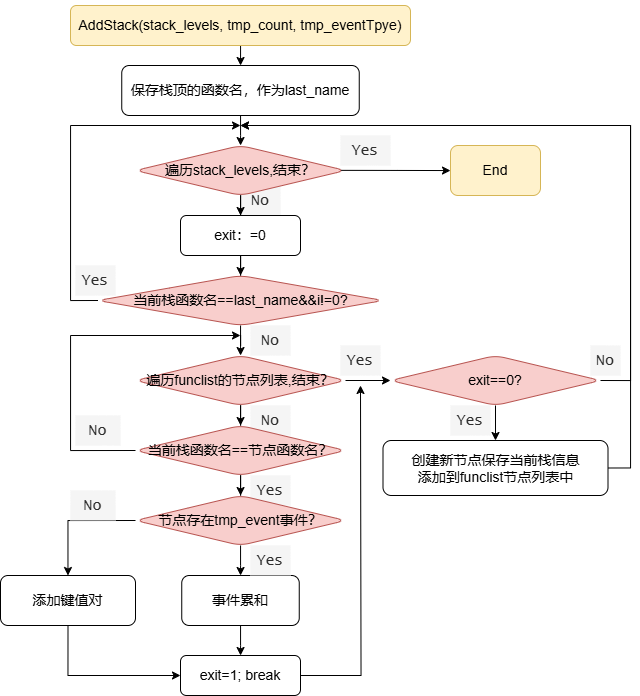 AddStack(stack_levels, tmp_count, tmp_eventTpye)
保存栈顶的函数名，作为last_name
遍历stack_levels,结束?
Yes
End
No
exit：=0
当前栈函数名==last_name&&i!=0?
Yes
No
遍历funclist的节点列表,结束?
Yes
exit==0?
No
No
Yes
当前栈函数名==节点函数名?
No
创建新节点保存当前栈信息
添加到funclist节点列表中
Yes
节点存在tmp_event事件?
No
Yes
添加键值对
事件累和
exit=1; break